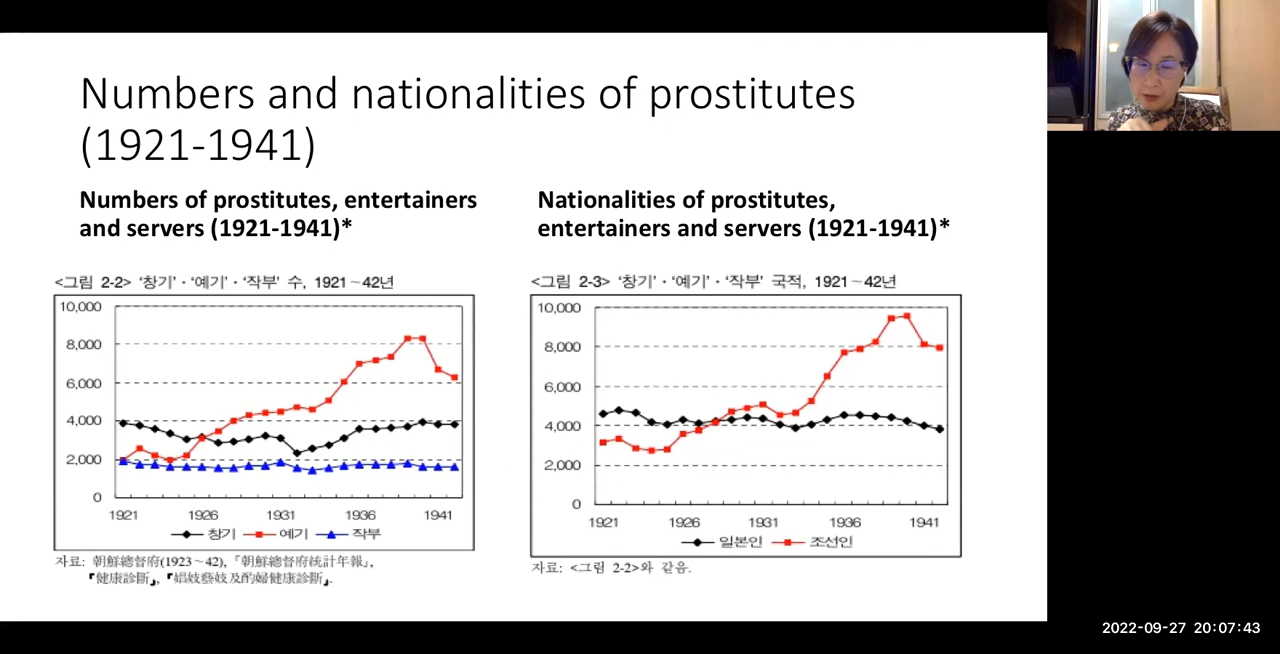 Numbers and nationalities of prostitutes
(1921-1941)
Numbers of prostitutes, entertainers
and servers (1921-1941)*
<그림 2-2> ‘창기’·‘예기’·‘작부’ 수, 1921~42년
10,000
8,000
6,000
4,000
2,000
0
1921 1926 1931 1936 1941
창기 예기 작부
자료: 朝鮮總督府(1923~42), 『朝鮮總督府統計年報』,
『健康診斷』, 『娼妓藝妓及酌婦健康診斷』.
Nationalities of prostitutes,
entertainers and servers (1921-1941)*
<그림 2-3> ‘창기’·‘예기’·‘작부’ 국적, 1921~42년
10,000
8,000
6,000
4,000
2,000
0
1921 1926 1931 1936 1941
일본인 조선인
자료: <그림 2-2>와 같음.
2022-09-27 20:07:43